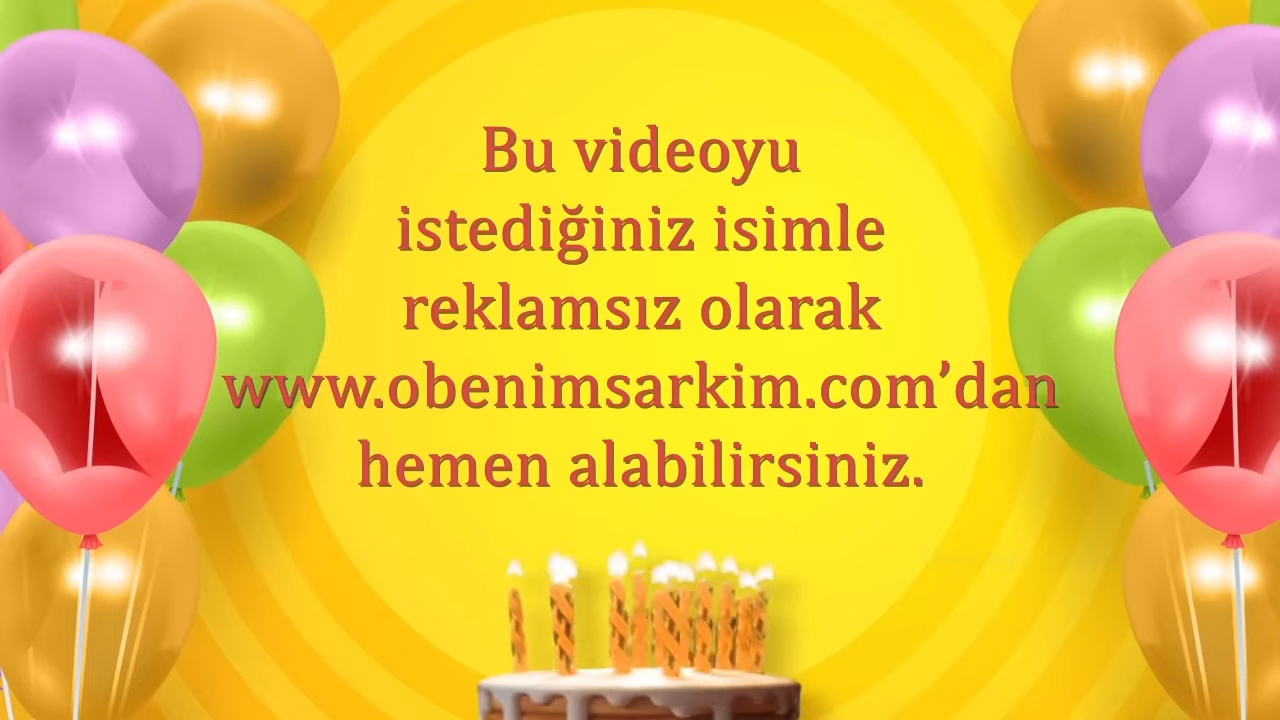 Bu videoyu
istediğiniz isimle
reklamsız olarak
www.obenimsarkim.com’dan
hemen alabilirsiniz.